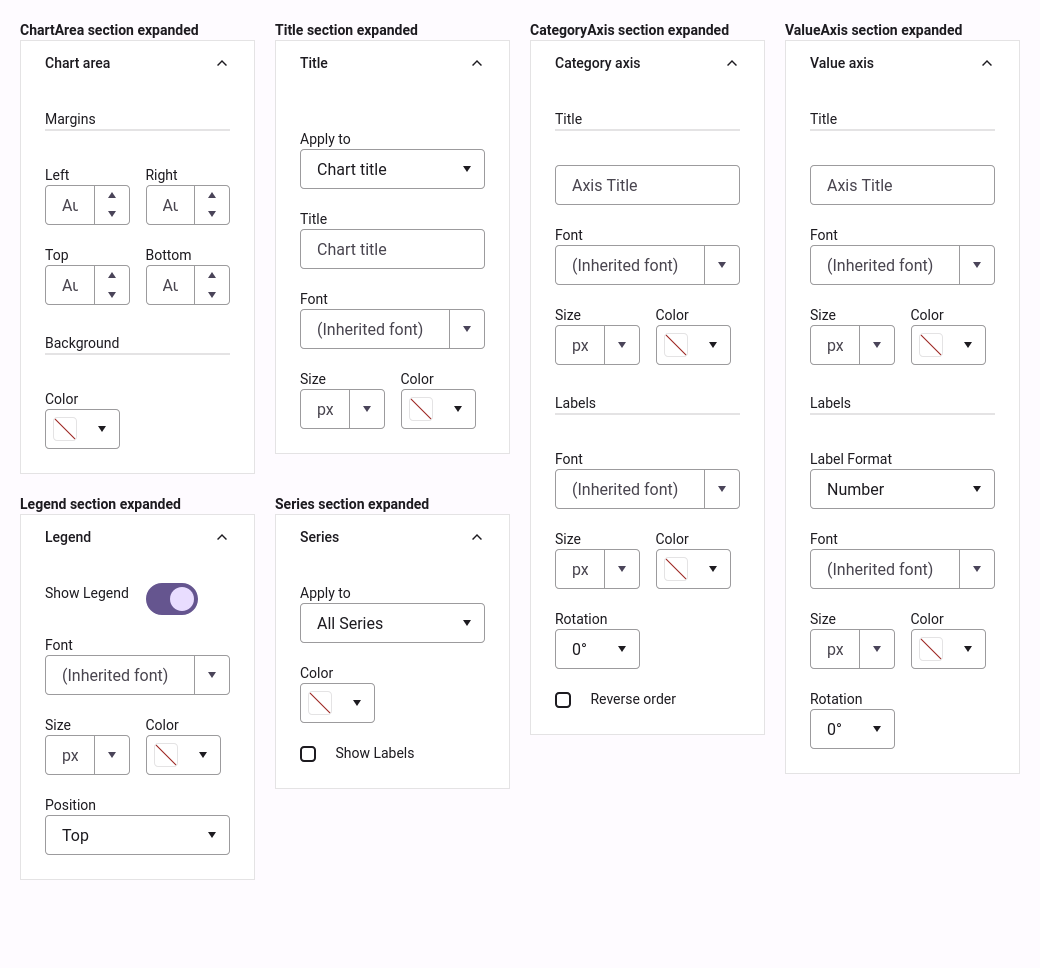 ChartArea section expanded
Chart area
Margins
Left Right
Au Au
Top Bottom
Au Au
Background
Color
Title section expanded
Title
Apply to
Chart title
Title
Chart title
Font
(Inherited font)
Size Color
px
CategoryAxis section expanded
Category axis
Title
Axis Title
Font
(Inherited font)
Size Color
px
Labels
Font
(Inherited font)
Size Color
px
Rotation
0°
Reverse order
ValueAxis section expanded
Value axis
Title
Axis Title
Font
(Inherited font)
Size Color
px
Labels
Label Format
Number
Font
(Inherited font)
Size Color
px
Rotation
0°
Legend section expanded
Legend
Show Legend
Font
(Inherited font)
Size Color
px
Position
Top
Series section expanded
Series
Apply to
All Series
Color
Show Labels